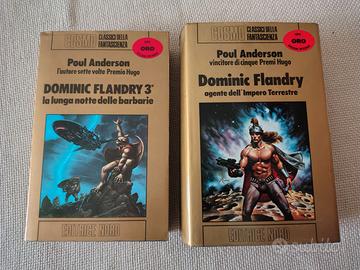 COSMO CLASSICI DELLA
FANTASCIENZA
ORO
Poul Anderson
l'autore sette volte Premio Hugo
DOMINIC FLANDRY 3°
la lunga notte delle barbarie
EDITRICE NORD
COSMO CLASSICI DELLA
FANTASCIENZA
ORO
Poul Anderson
vincitore di cinque Premi Hugo
Dominic Flandry
agente dell'Impero Terrestre
EDITRICE NORD
subito